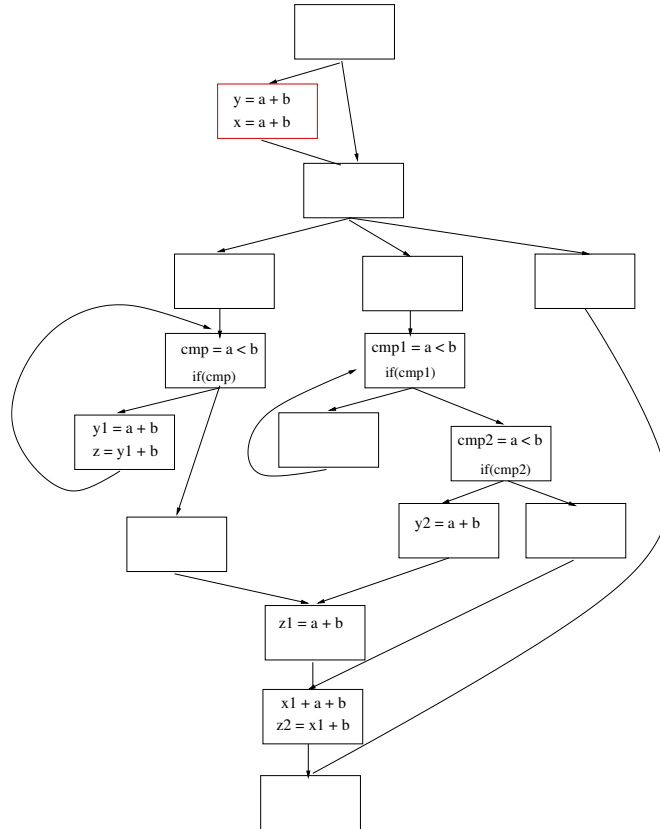 y = a + b
x = a + b
cmp = a < b
if(cmp)
cmp1 = a < b
if(cmp1)
y1 = a + b
z = y1 + b
cmp2 = a < b
if(cmp2)
y2 = a + b
z1 = a + b
x1 + a + b
z2 = x1 + b